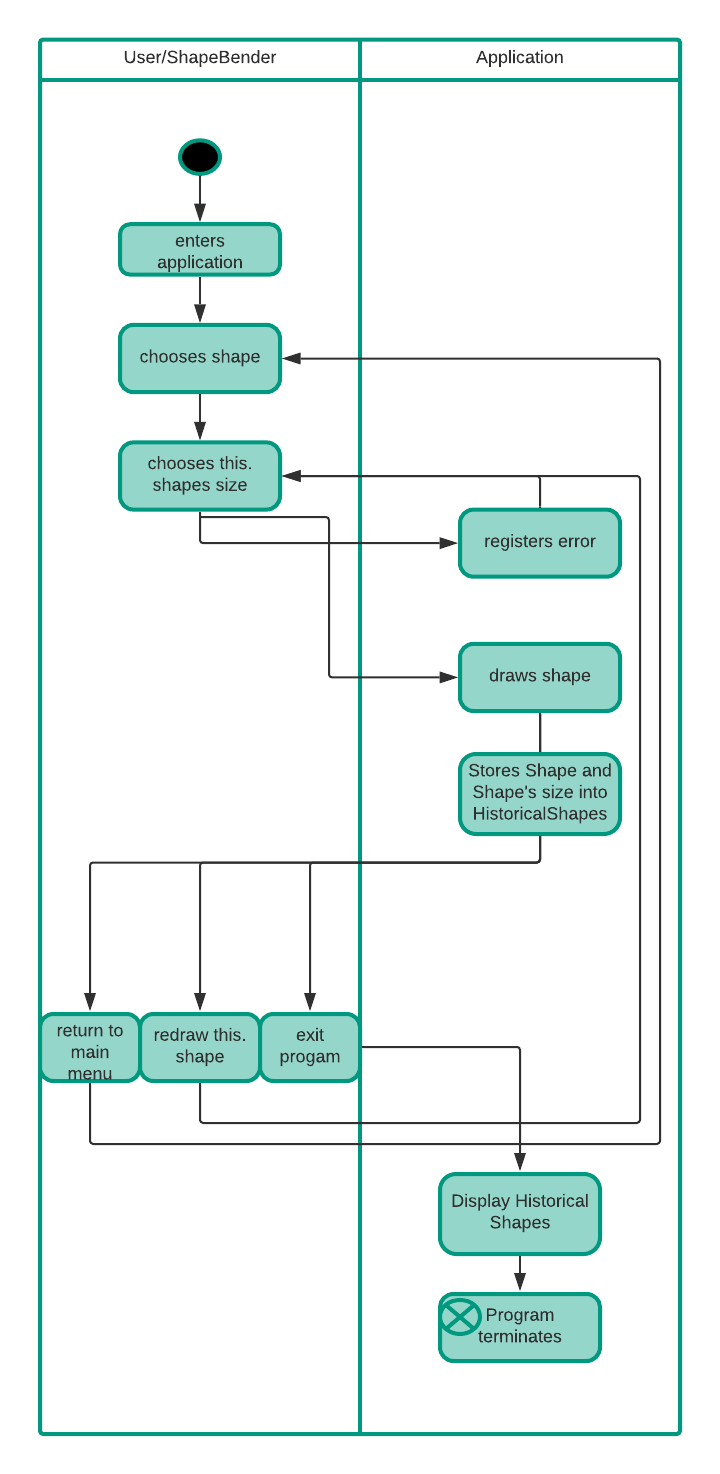 User/ShapeBender
Application
enters
application
chooses shape
chooses this.
shapes size
registers error
draws shape
Stores Shape and
Shape's size into
HistoricalShapes
return to
main
menu
redraw this.
shape
exit
progam
Display Historical
Shapes
Program
terminates